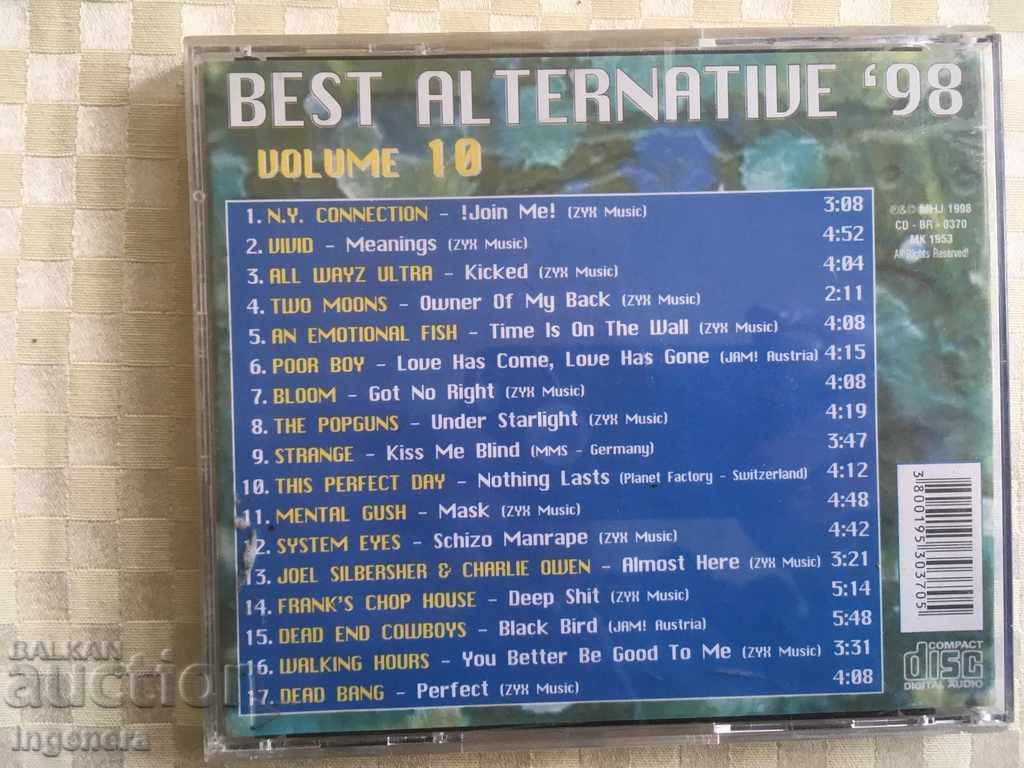 BEST ALTERNATIVE '98
VOLUME 10
1. N.Y. CONNECTION - !Join Me! (ZYX Music) 3:08
2. VIVID - Meanings (ZYX Music) 4:52
3. ALL WAYZ ULTRA - Kicked (ZYX Music) 4:04
4. TWO MOONS - Owner Of My Back (ZYX Music) 2:11
5. AN EMOTIONAL FISH - Time Is On The Wall (ZYX Music) 4:08
6. POOR BOY - Love Has Come, Love Has Gone (JAM! Austria) 4:15
7. BLOOM - Got No Right (ZYX Music) 4:08
8. THE POPGUNS - Under Starlight (ZYX Music) 4:19
9. STRANGE - Kiss Me Blind (MMS - Germany) 3:47
10. THIS PERFECT DAY - Nothing Lasts (Planet Factory - Switzerland) 4:12
11. MENTAL GUSH - Mask (ZYX Music) 4:48
12. SYSTEM EYES - Schizo Manrape (ZYX Music) 4:42
13. JOEL SILBERSHER & CHARLIE OWEN - Almost Here (ZYX Music) 3:21
14. FRANK'S CHOP HOUSE - Deep Shit (ZYX Music) 5:14
15. DEAD END COWBOYS - Black Bird (JAM! Austria) 5:48
16. WALKING HOURS - You Better Be Good To Me (ZYX Music) 3:31
17. DEAD BANG - Perfect (ZYX Music) 4:08
℗&© MHJ 1998
CD - BR - 0370
MK 1953
All Rights Reserved!
3800195303705
COMPACT
disc
DIGITAL AUDIO
BALKAN
auction
ingenera